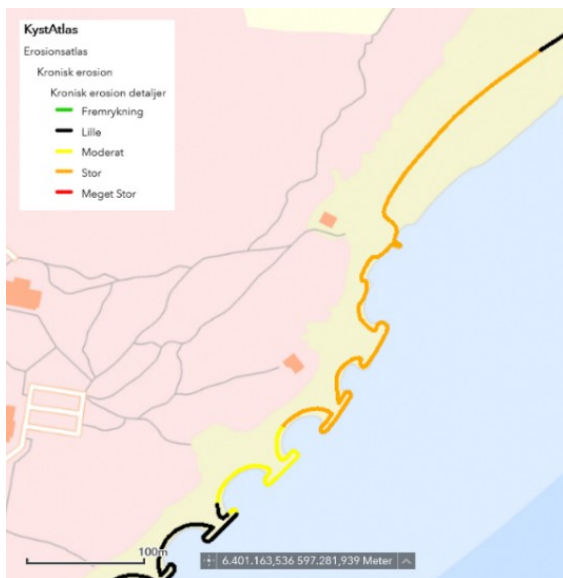 KystAtlas
Erosionsatlas
Kronisk erosion
Kronisk erosion detaljer
Fremrykning
Lille
Moderat
Stor
Meget Stor
100m
6.401.163,536 597.281,939 Meter